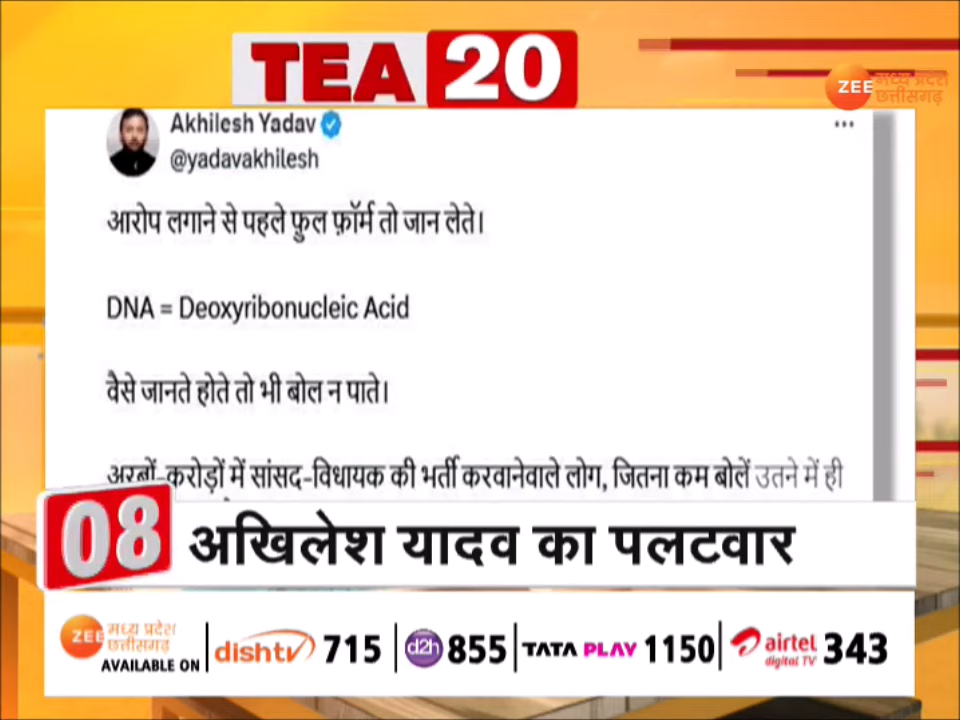 TEA 20
ZEE मध्य प्रदेश छत्तीसगढ़
Akhilesh Yadav
@yadavakhilesh
आरोप लगाने से पहले फ़ुल फ़ॉर्म तो जान लेते।
DNA = Deoxyribonucleic Acid
वैसे जानते होते तो भी बोल न पाते।
अरबों-करोड़ों में सांसद-विधायक की भर्ती करवानेवाले लोग, जितना कम बोलें उतने में ही
08 अखिलेश यादव का पलटवार
ZEE मध्य प्रदेश छत्तीसगढ़
AVAILABLE ON
dishtv 715
d2h 855
TATA PLAY 1150
airtel digital TV 343